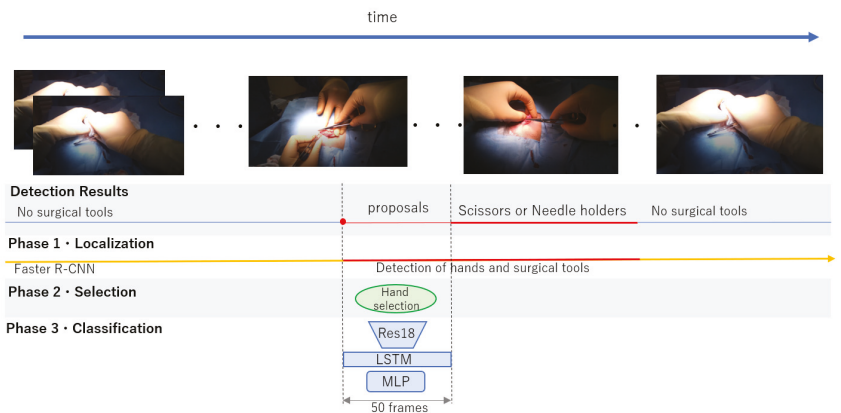 time
Detection Results
No surgical tools
proposals
Scissors or Needle holders
No surgical tools
Phase 1・Localization
Faster R-CNN
Detection of hands and surgical tools
Phase 2・Selection
Hand
selection
Phase 3・Classification
Res18
LSTM
MLP
50 frames